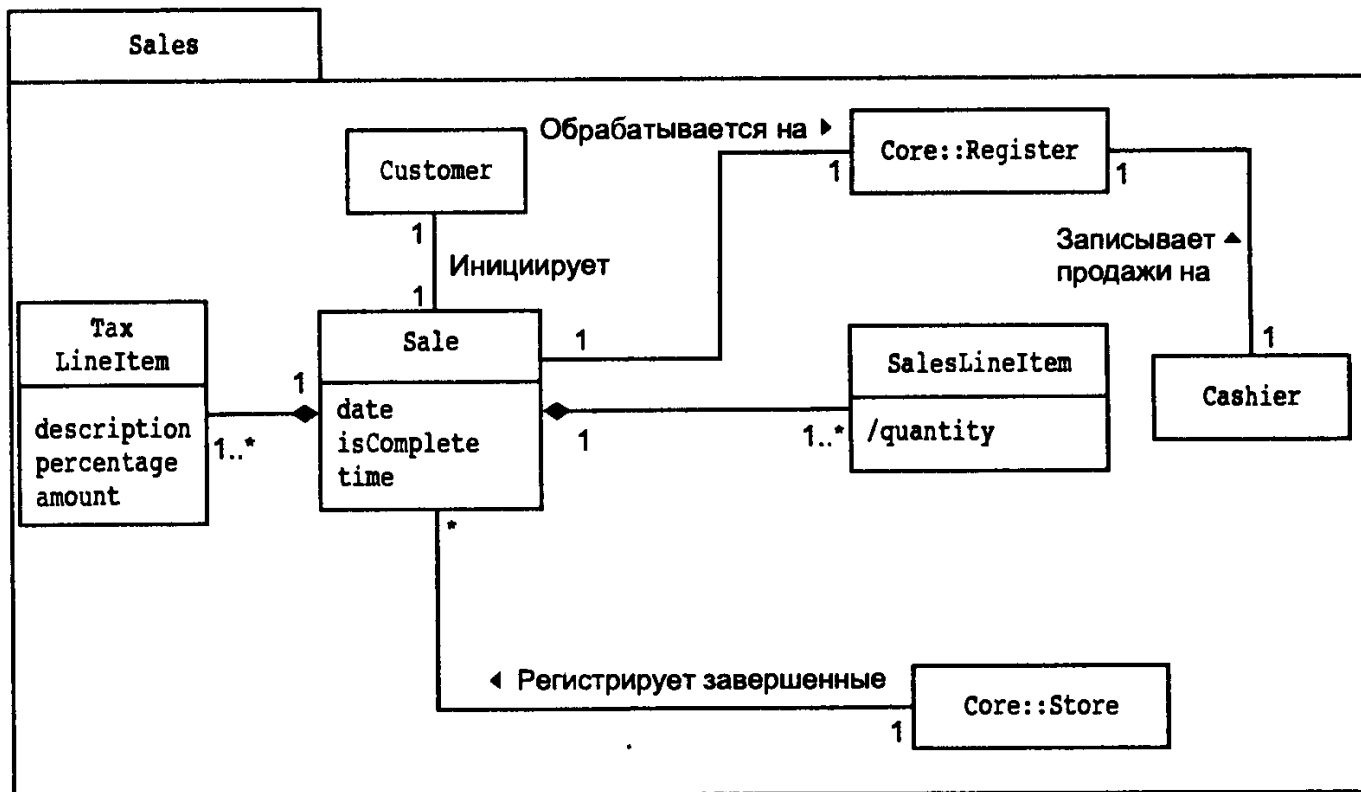 Sales
Обрабатывается на ▶
Customer
Core::Register
1
1
1
Инициирует
Записывает ▲
продажи на
1
Tax
LineItem
Sale
1
SalesLineItem
1
Cashier
1
description
percentage
amount
date
isComplete
time
/quantity
1..*
1
1..*
*
◀ Регистрирует завершенные
Core::Store
1